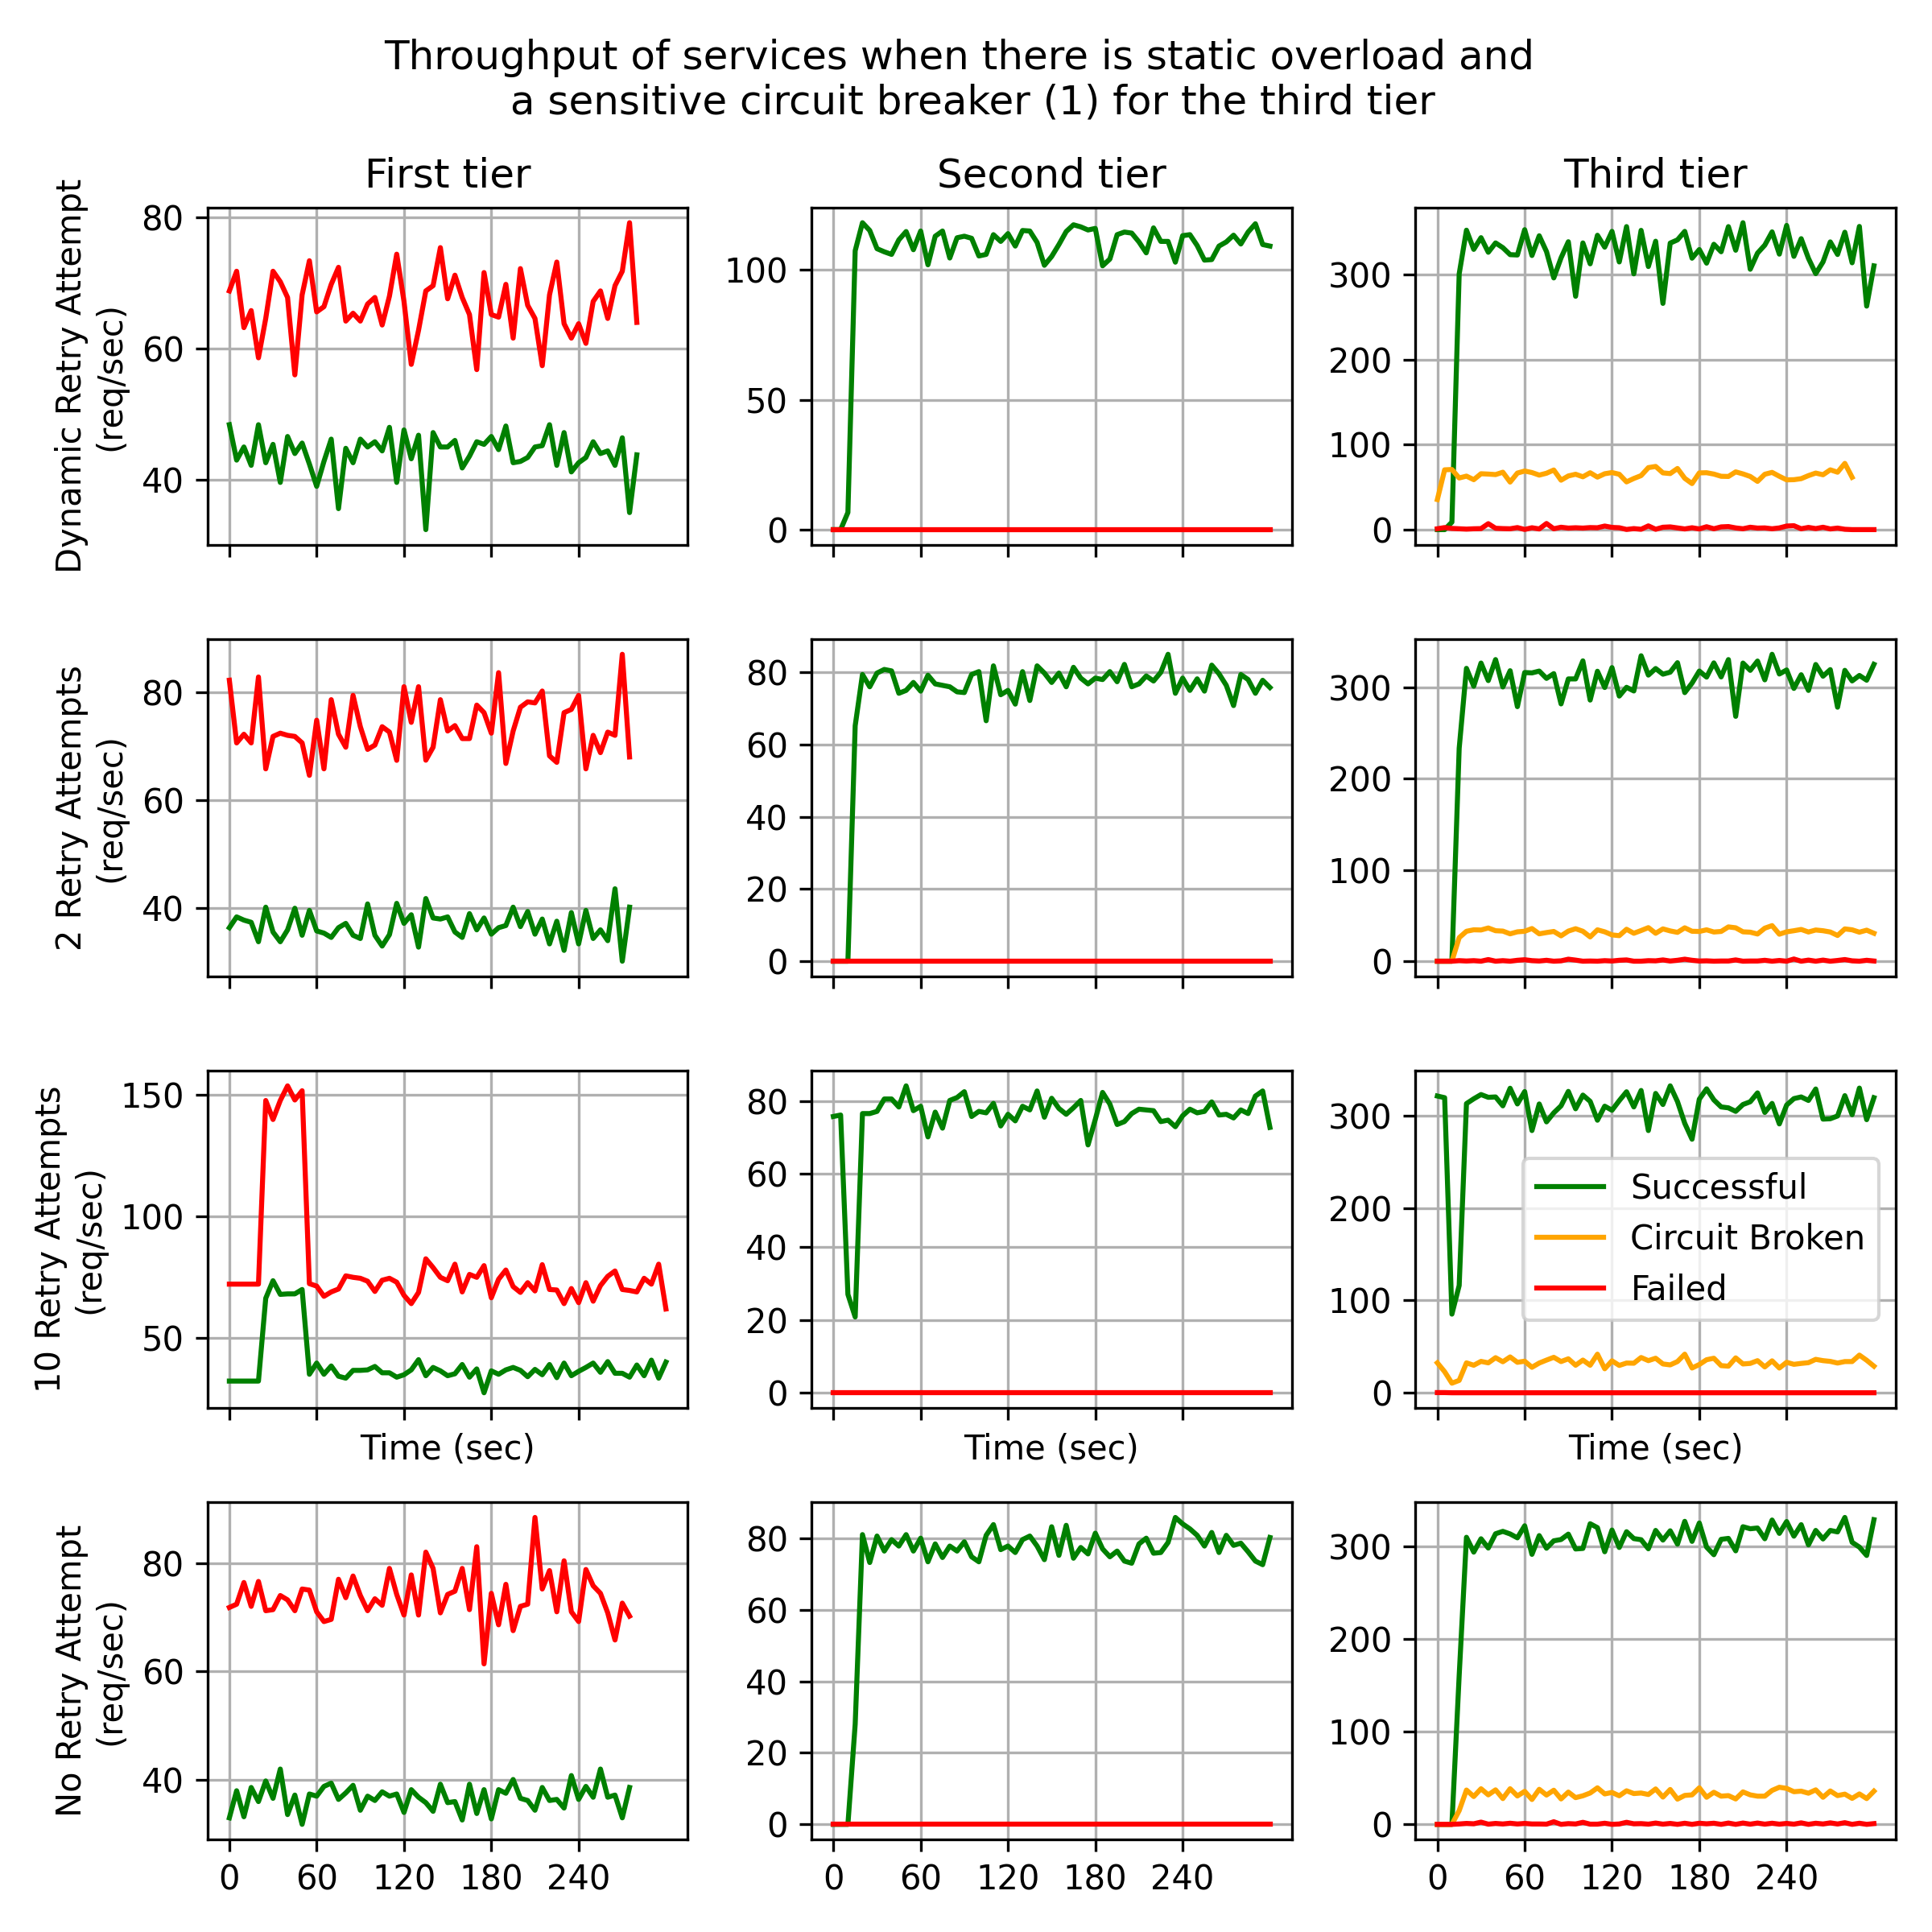 Throughput of services when there is static overload and
a sensitive circuit breaker (1) for the third tier
First tier
Second tier
Third tier
Dynamic Retry Attempt
(req/sec)
80
60
40
100
50
0
300
200
100
0
2 Retry Attempts
(req/sec)
80
60
40
80
60
40
20
0
300
200
100
0
10 Retry Attempts
(req/sec)
150
100
50
80
60
40
20
0
300
200
100
0
Successful
Circuit Broken
Failed
Time (sec)
Time (sec)
Time (sec)
No Retry Attempt
(req/sec)
80
60
40
80
60
40
20
0
300
200
100
0
0 60 120 180 240
0 60 120 180 240
0 60 120 180 240